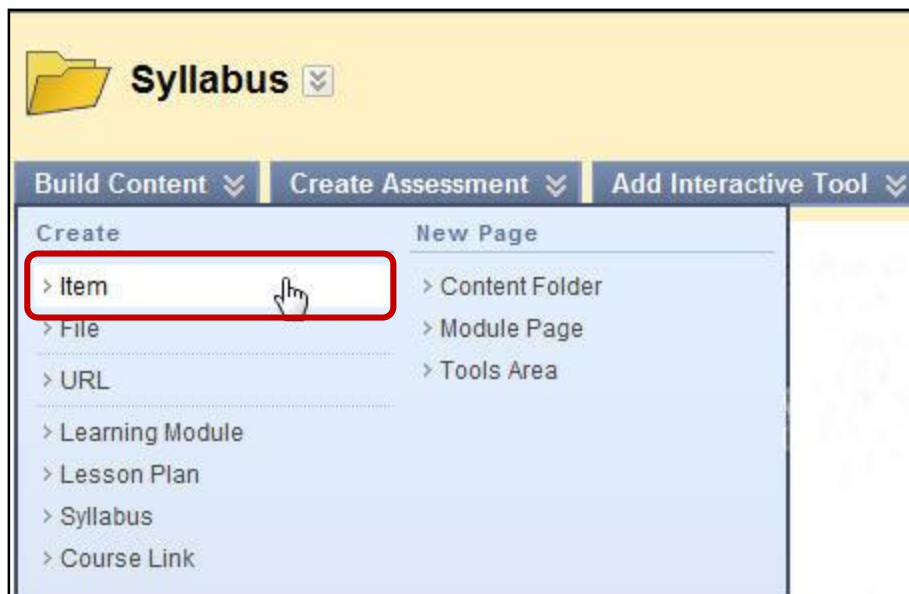 Syllabus
Build Content
Create Assessment
Add Interactive Tool
Create
> Item
> File
> URL
> Learning Module
> Lesson Plan
> Syllabus
> Course Link
New Page
> Content Folder
> Module Page
> Tools Area